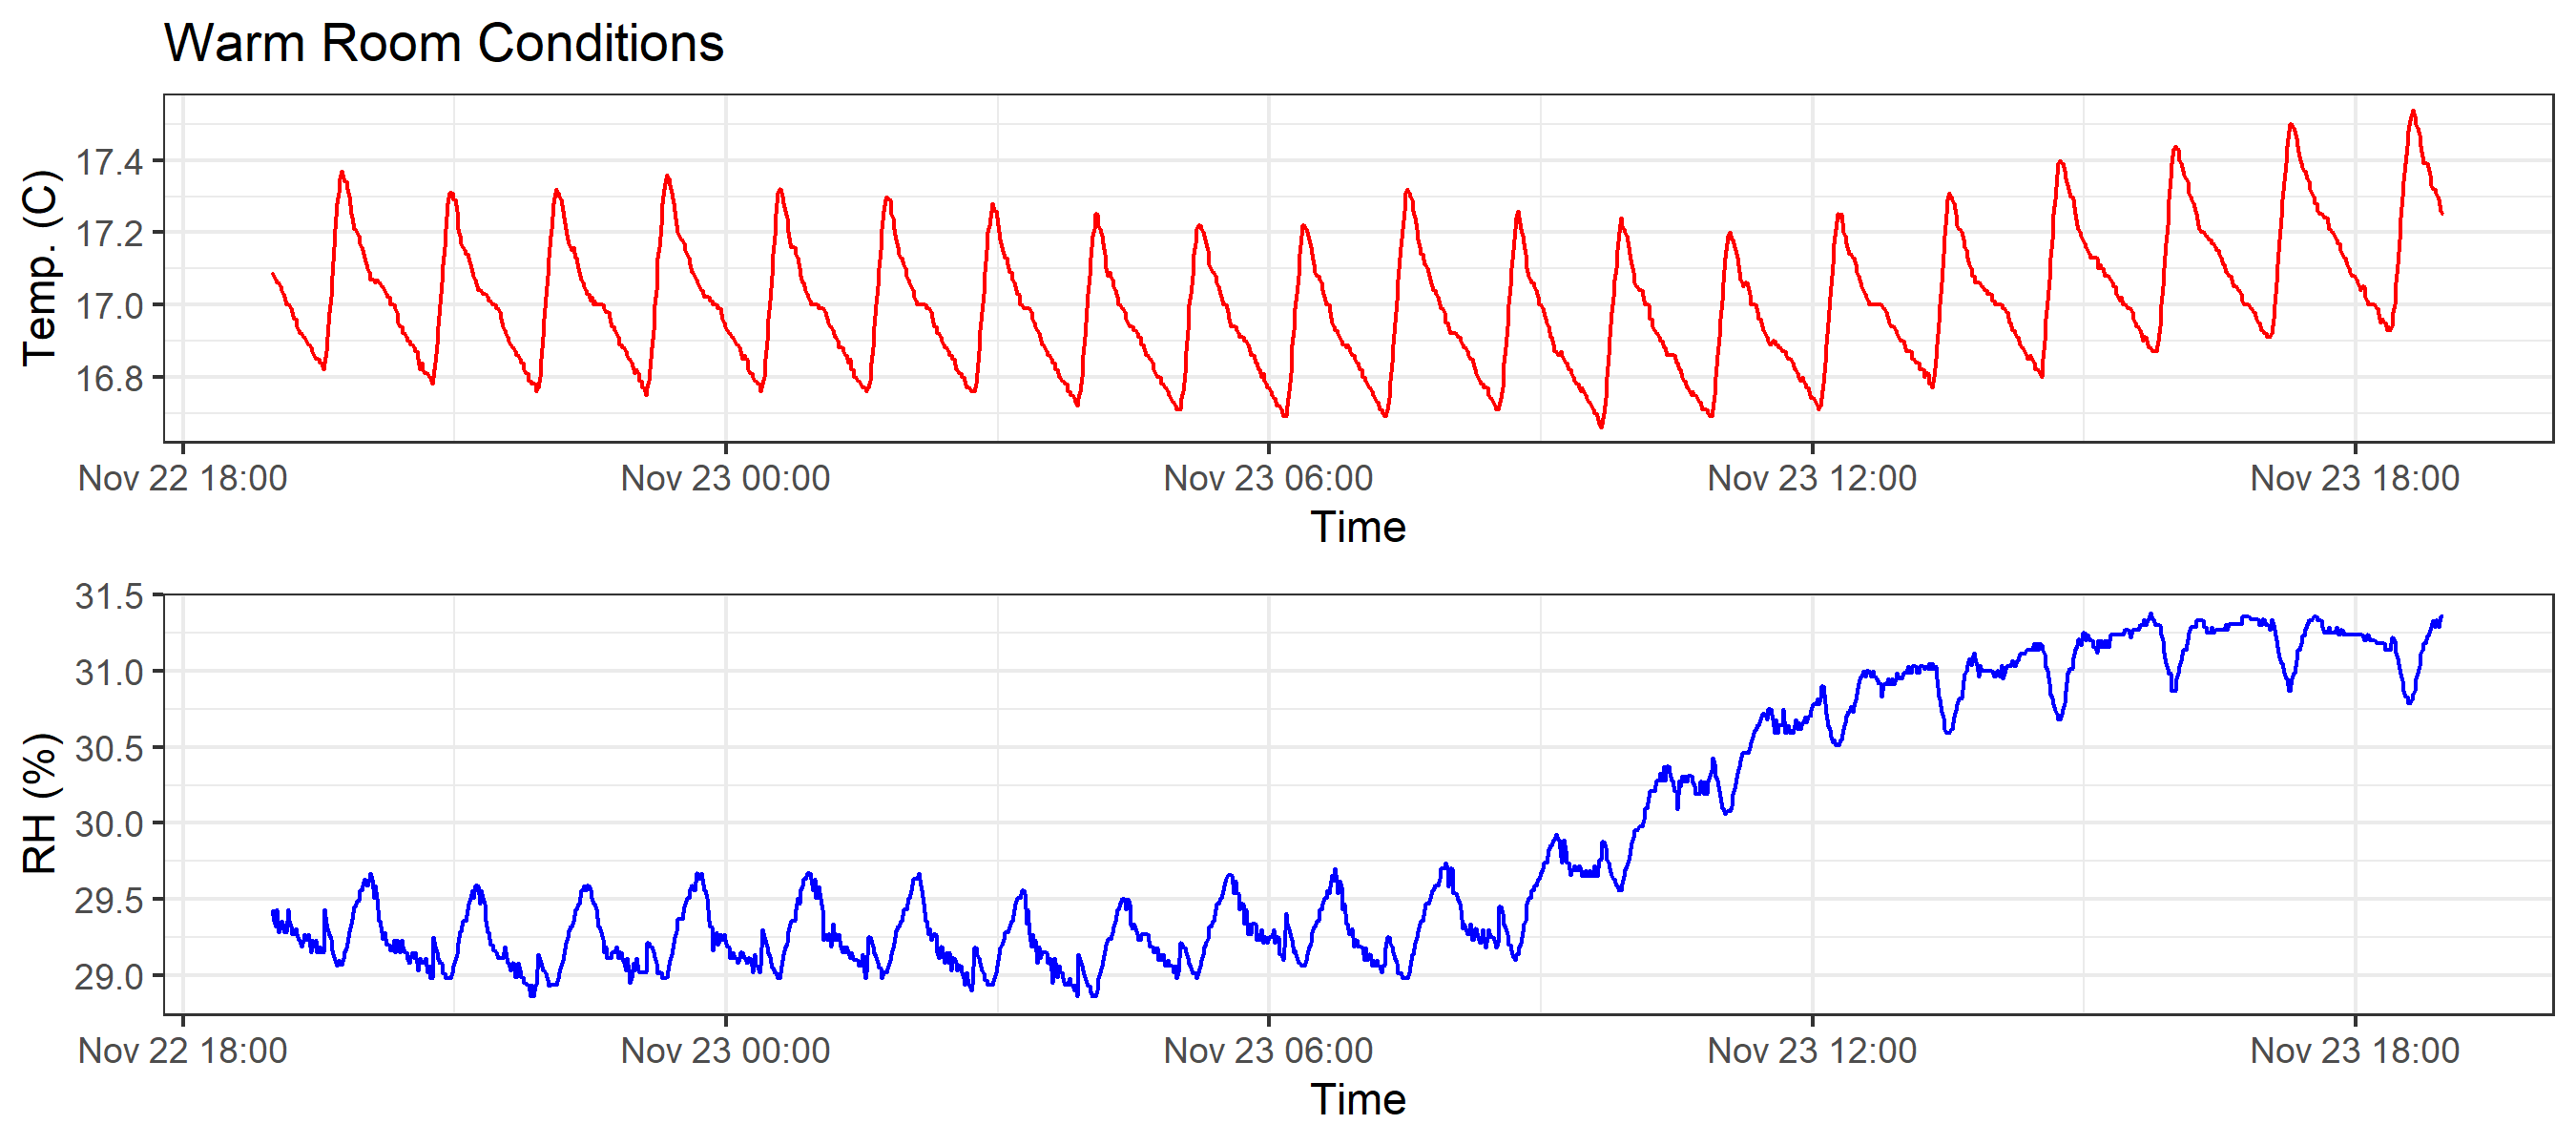 Warm Room Conditions
Temp. (C)
17.4
17.2
17.0
16.8
Nov 22 18:00 Nov 23 00:00 Nov 23 06:00 Nov 23 12:00 Nov 23 18:00
Time
RH (%)
31.5
31.0
30.5
30.0
29.5
29.0
Nov 22 18:00 Nov 23 00:00 Nov 23 06:00 Nov 23 12:00 Nov 23 18:00
Time